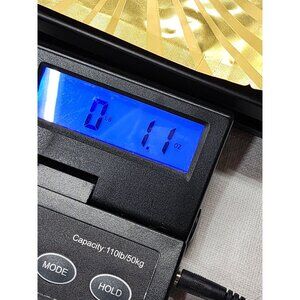 0 LB 1.1 OZ
Capacity:110lb/50kg
MODE
HOLD